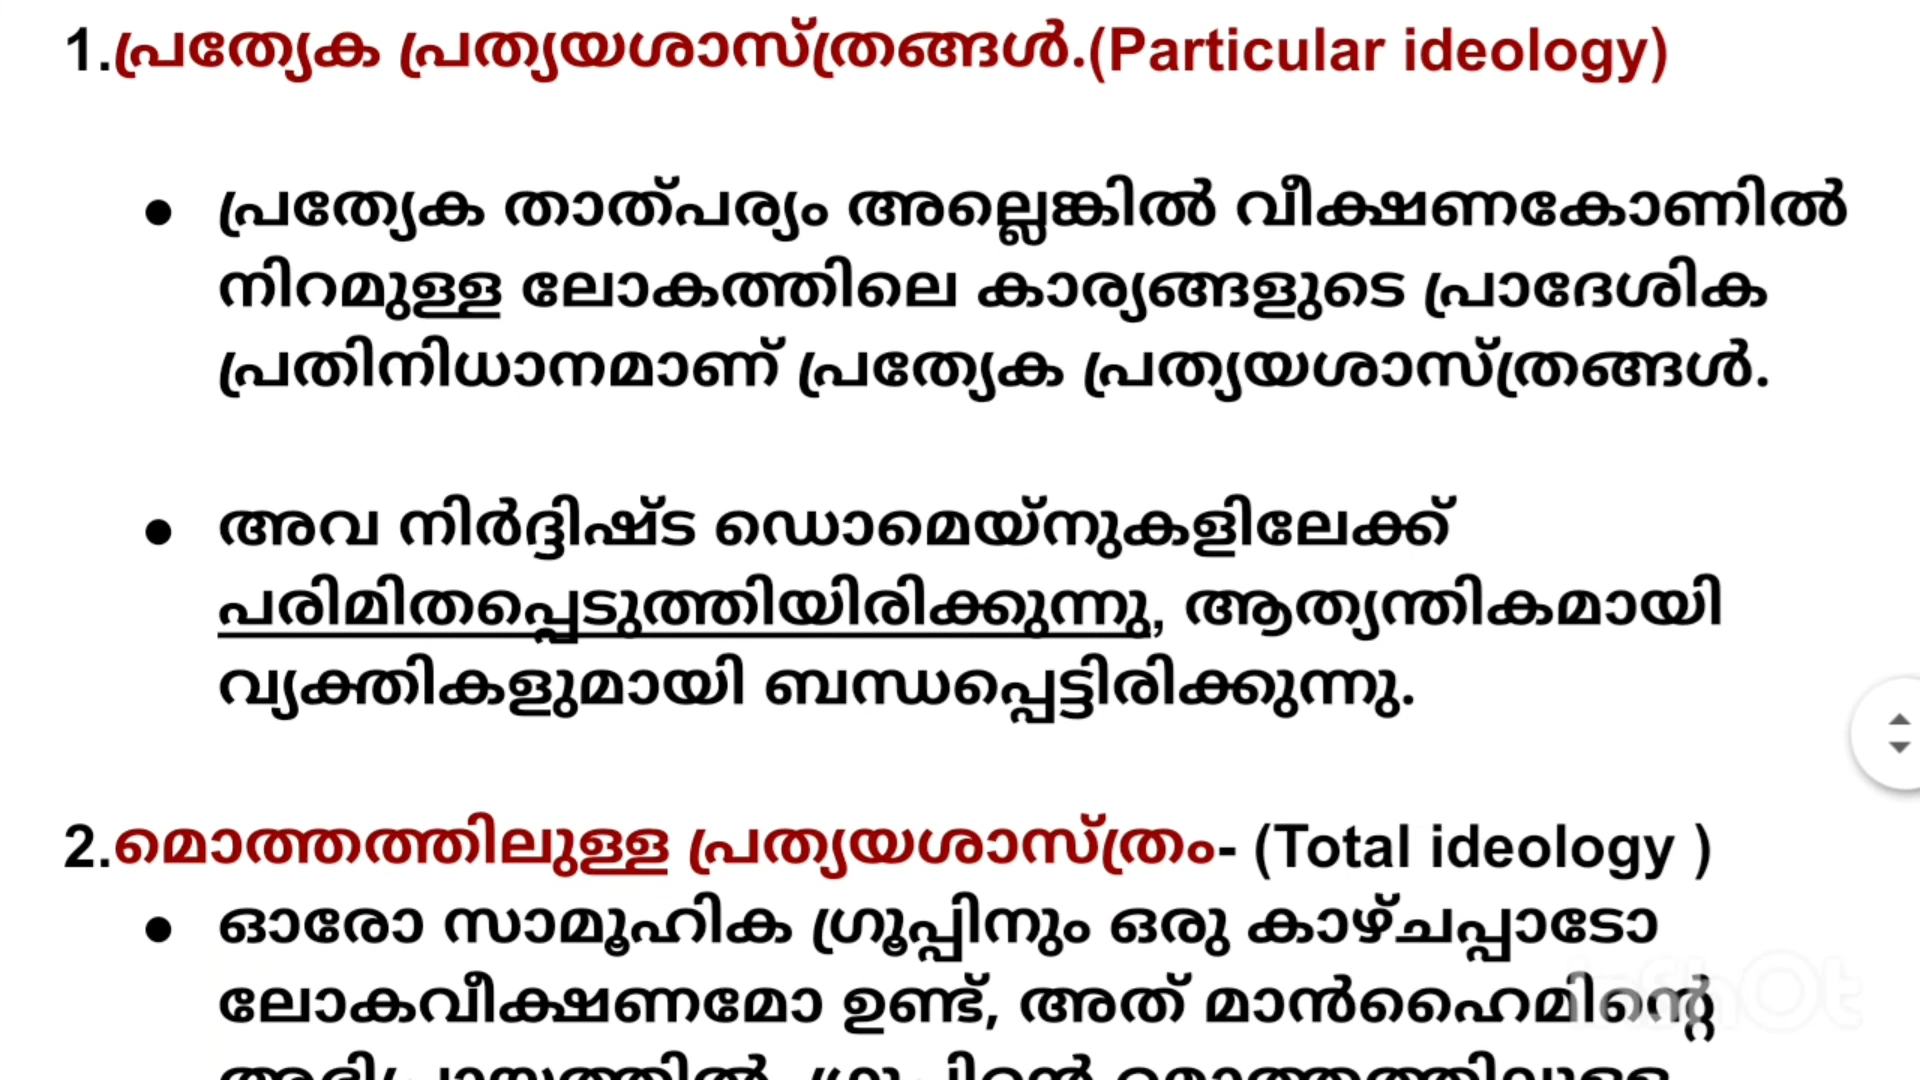 1.പ്രത്യേക പ്രത്യയശാസ്ത്രങ്ങൾ.(Particular ideology)
● പ്രത്യേക താത്പര്യം അല്ലെങ്കിൽ വീക്ഷണകോണിൽ
നിറമുള്ള ലോകത്തിലെ കാര്യങ്ങളുടെ പ്രാദേശിക
പ്രതിനിധാനമാണ് പ്രത്യേക പ്രത്യയശാസ്ത്രങ്ങൾ.
● അവ നിർദ്ദിഷ്ട ഡൊമെയ്നുകളിലേക്ക്
പരിമിതപ്പെടുത്തിയിരിക്കുന്നു, ആത്യന്തികമായി
വ്യക്തികളുമായി ബന്ധപ്പെട്ടിരിക്കുന്നു.
2.മൊത്തത്തിലുള്ള പ്രത്യയശാസ്ത്രം- (Total ideology )
● ഓരോ സാമൂഹിക ഗ്രൂപ്പിനും ഒരു കാഴ്ചപ്പാടോ
ലോകവീക്ഷണമോ ഉണ്ട്, അത് മാൻഹൈമിന്റെ
InShOt